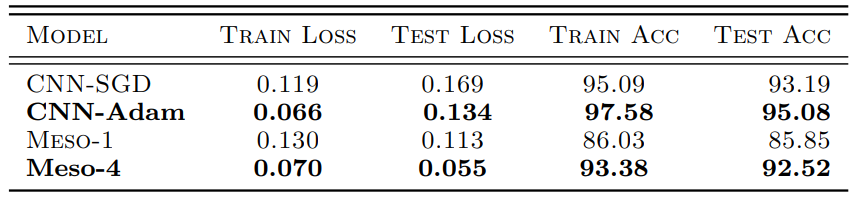 Model Train Loss Test Loss Train Acc Test Acc
CNN-SGD 0.119 0.169 95.09 93.19
CNN-Adam 0.066 0.134 97.58 95.08
Meso-1 0.130 0.113 86.03 85.85
Meso-4 0.070 0.055 93.38 92.52